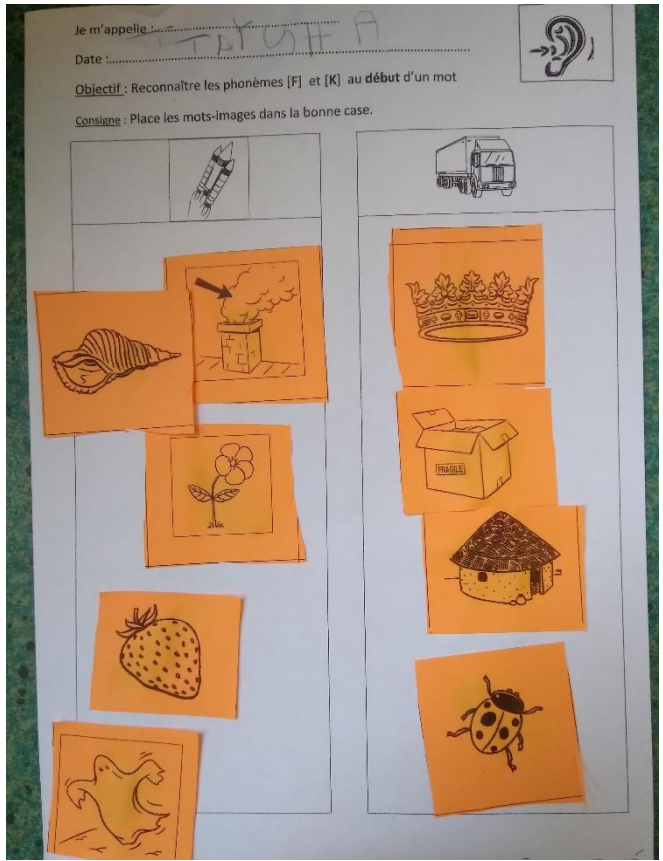 Je m'appelle :
Date :
Objectif : Reconnaître les phonèmes [F] et [K] au début d'un mot
Consigne : Place les mots-images dans la bonne case.
FRAGILE